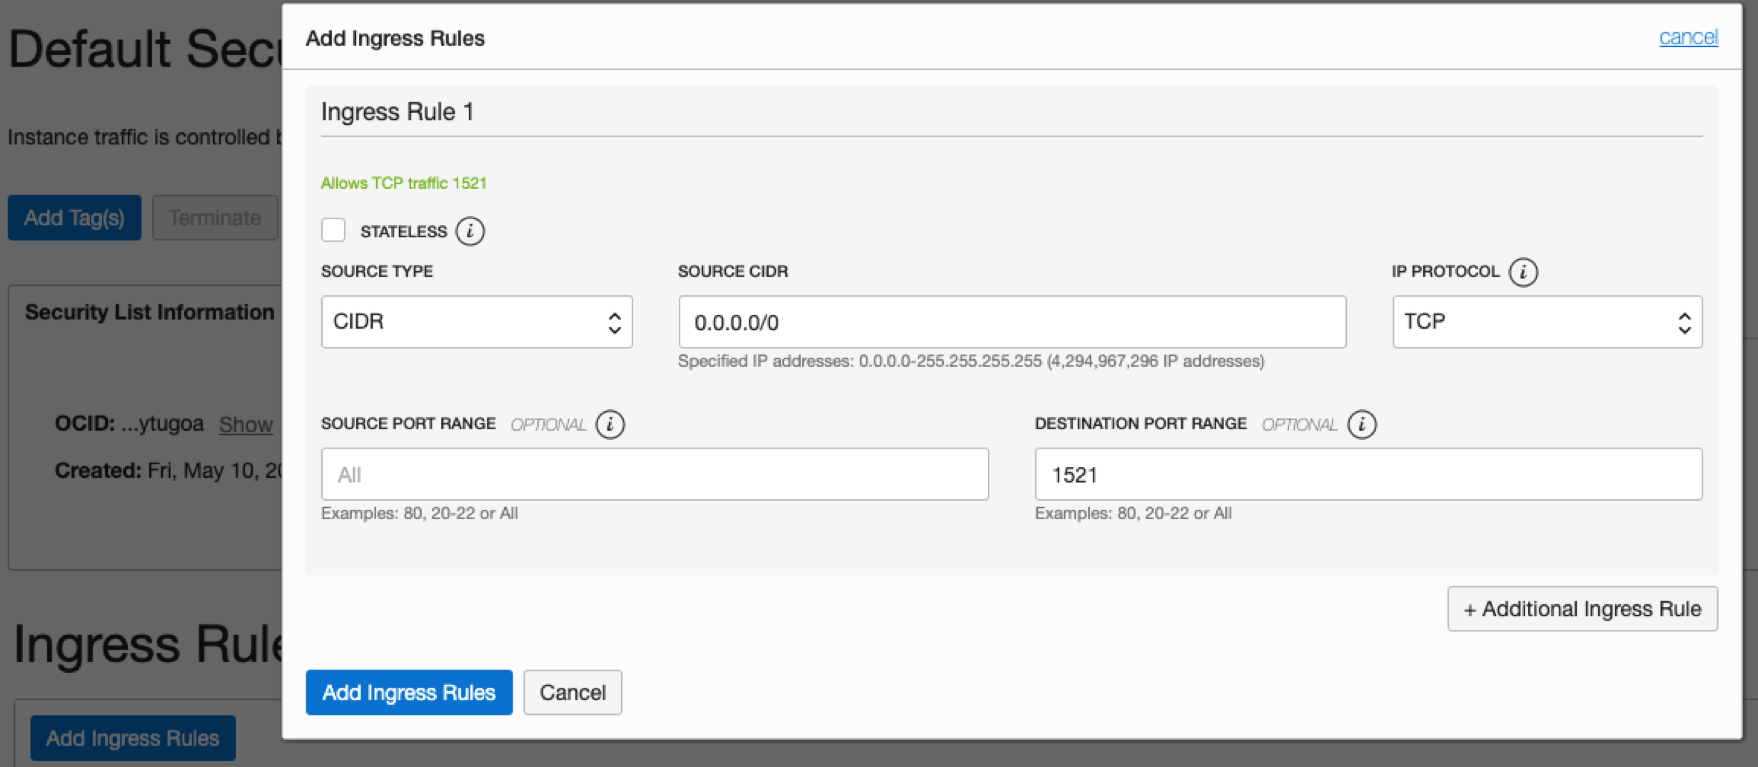 Default Secu
Add Ingress Rules
cancel
Ingress Rule 1
Instance traffic is controlled b
Allows TCP traffic 1521
Add Tag(s)
Terminate
STATELESS i
SOURCE TYPE
SOURCE CIDR
IP PROTOCOL i
Security List Information
CIDR
0.0.0.0/0
TCP
Specified IP addresses: 0.0.0.0-255.255.255.255 (4,294,967,296 IP addresses)
OCID: ...ytugoa Show
SOURCE PORT RANGE OPTIONAL i
DESTINATION PORT RANGE OPTIONAL i
Created: Fri, May 10, 20
All
1521
Examples: 80, 20-22 or All
Examples: 80, 20-22 or All
+ Additional Ingress Rule
Ingress Rule
Add Ingress Rules
Cancel
Add Ingress Rules